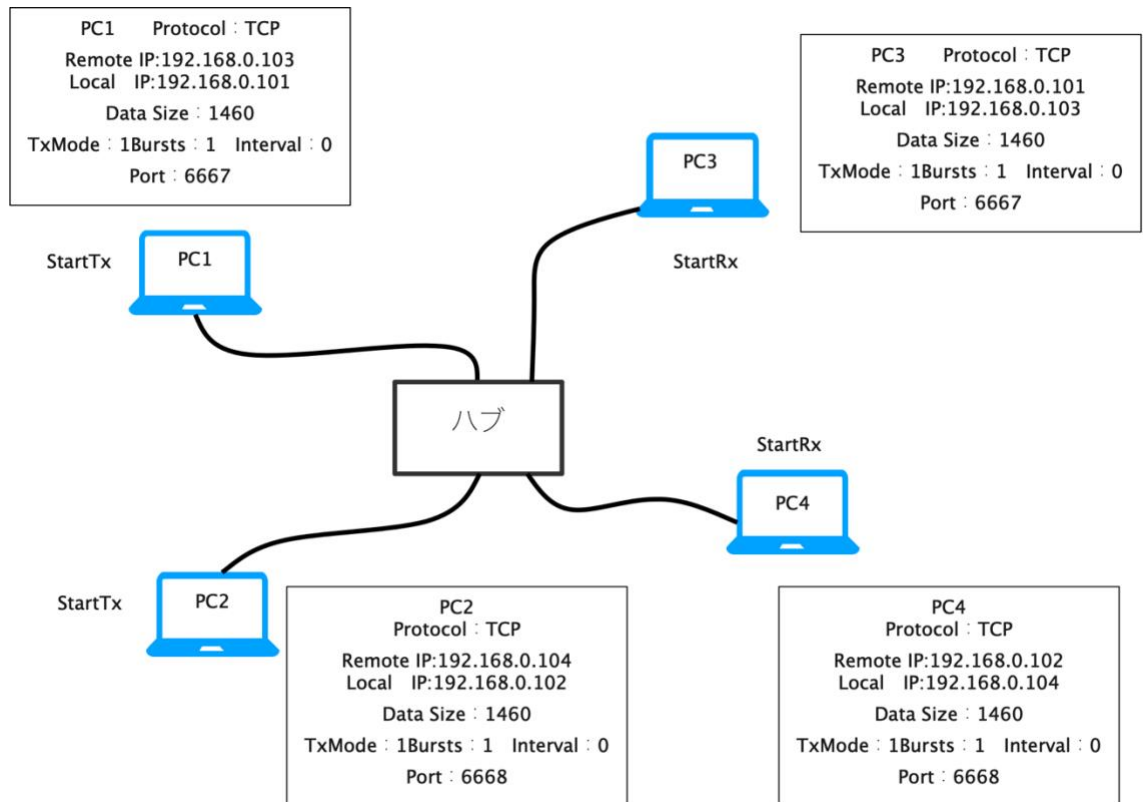 PC1 Protocol：TCP
Remote IP:192.168.0.103
Local IP:192.168.0.101
Data Size：1460
TxMode：1Bursts：1 Interval：0
Port：6667
PC3 Protocol：TCP
Remote IP:192.168.0.101
Local IP:192.168.0.103
Data Size：1460
TxMode：1Bursts：1 Interval：0
Port：6667
PC3
StartRx
StartTx
PC1
ハブ
StartRx
PC4
StartTx
PC2
PC2
Protocol：TCP
Remote IP:192.168.0.104
Local IP:192.168.0.102
Data Size：1460
TxMode：1Bursts：1 Interval：0
Port：6668
PC4
Protocol：TCP
Remote IP:192.168.0.102
Local IP:192.168.0.104
Data Size：1460
TxMode：1Bursts：1 Interval：0
Port：6668